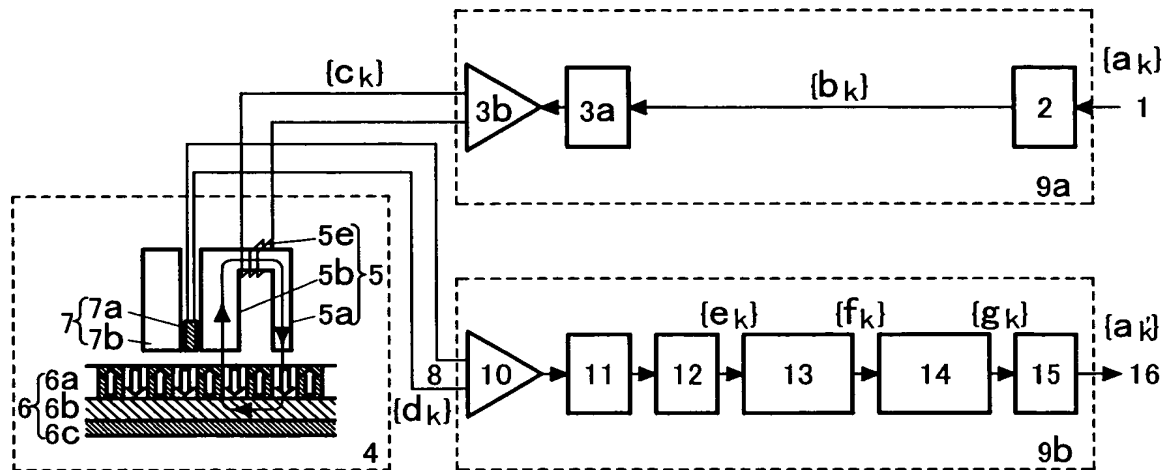 {ck}
3b
3a
{bk}
2
{ak}
1
9a
5e
5b
5
5a
7
7a
7b
6
6a
6b
6c
4
8
{dk}
10
11
12
{ek}
13
{fk}
14
{gk}
15
{ak'}
16
9b